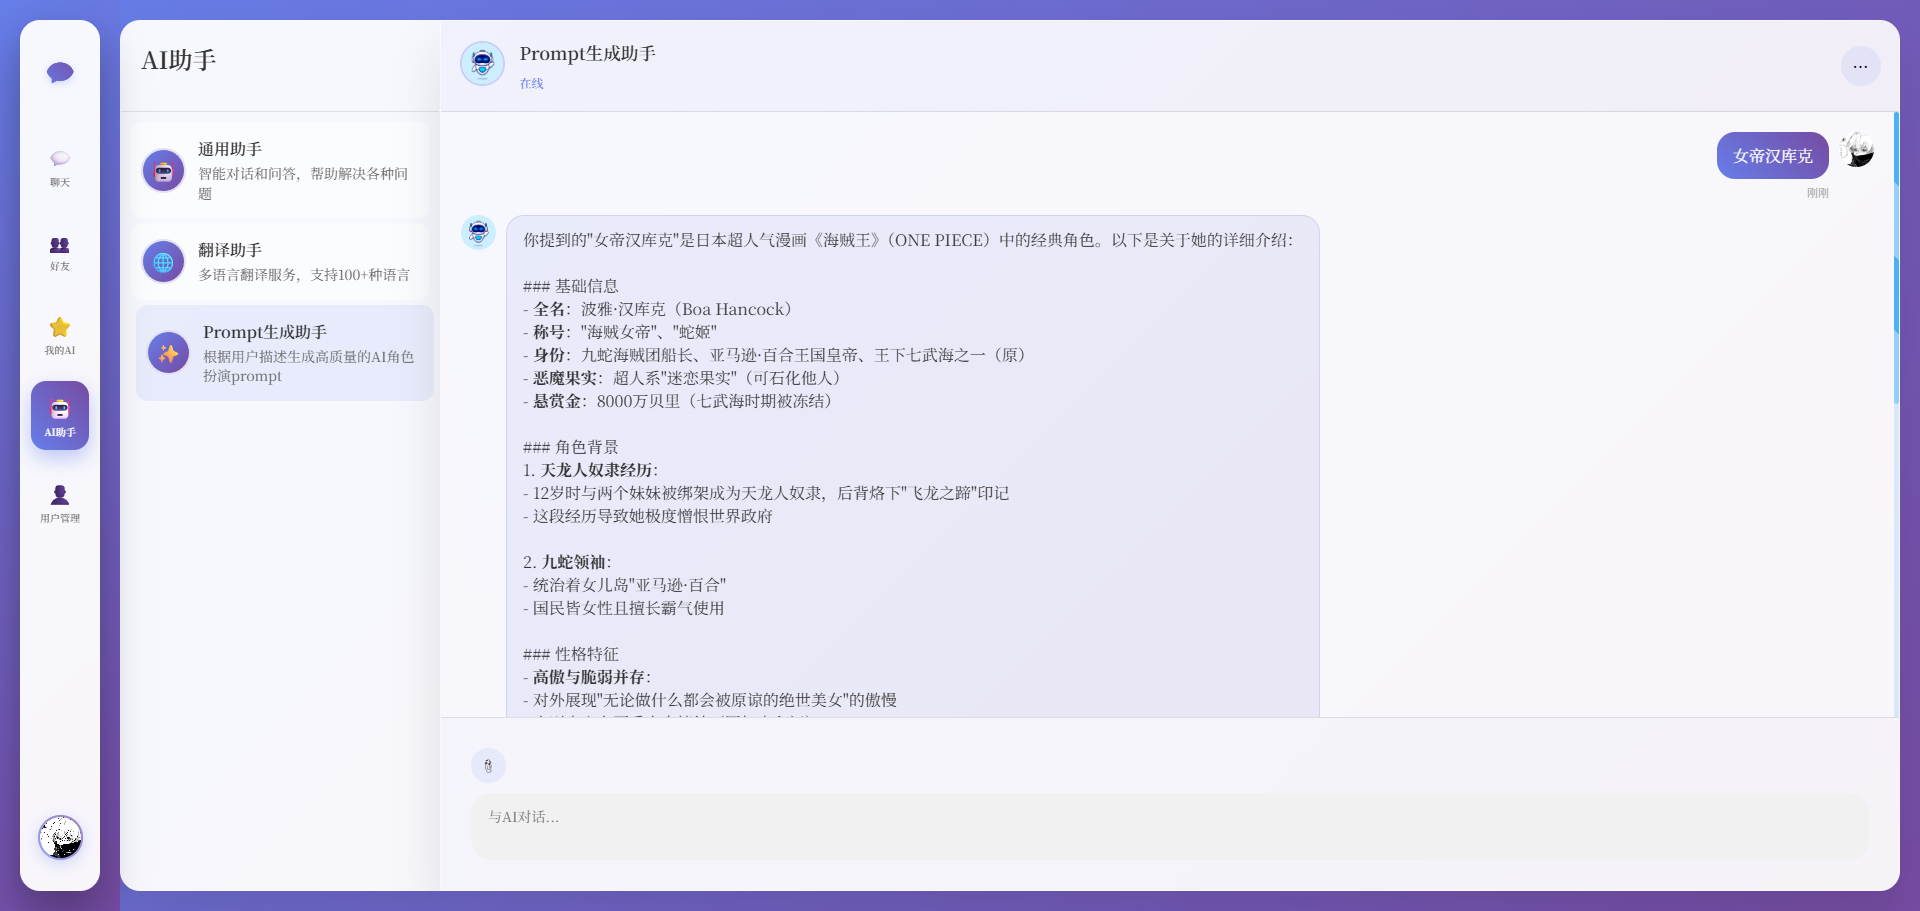 聊天
好友
我的AI
AI助手
用户管理
AI助手
通用助手
智能对话和问答，帮助解决各种问
题
翻译助手
多语言翻译服务，支持100+种语言
Prompt生成助手
根据用户描述生成高质量的AI角色
扮演prompt
Prompt生成助手
在线
...
女帝汉库克
刚刚
你提到的"女帝汉库克"是日本超人气漫画《海贼王》（ONE PIECE）中的经典角色。以下是关于她的详细介绍：
### 基础信息
- 全名：波雅·汉库克（Boa Hancock）
- 称号："海贼女帝"、"蛇姬"
- 身份：九蛇海贼团船长、亚马逊·百合王国皇帝、王下七武海之一（原）
- 恶魔果实：超人系"迷恋果实"（可石化他人）
- 悬赏金：8000万贝里（七武海时期被冻结）
### 角色背景
1. 天龙人奴隶经历：
- 12岁时与两个妹妹被绑架成为天龙人奴隶，后背烙下"飞龙之蹄"印记
- 这段经历导致她极度憎恨世界政府
2. 九蛇领袖：
- 统治着女儿岛"亚马逊·百合"
- 国民皆女性且擅长霸气使用
### 性格特征
- 高傲与脆弱并存：
- 对外展现"无论做什么都会被原谅的绝世美女"的傲慢
与AI对话...